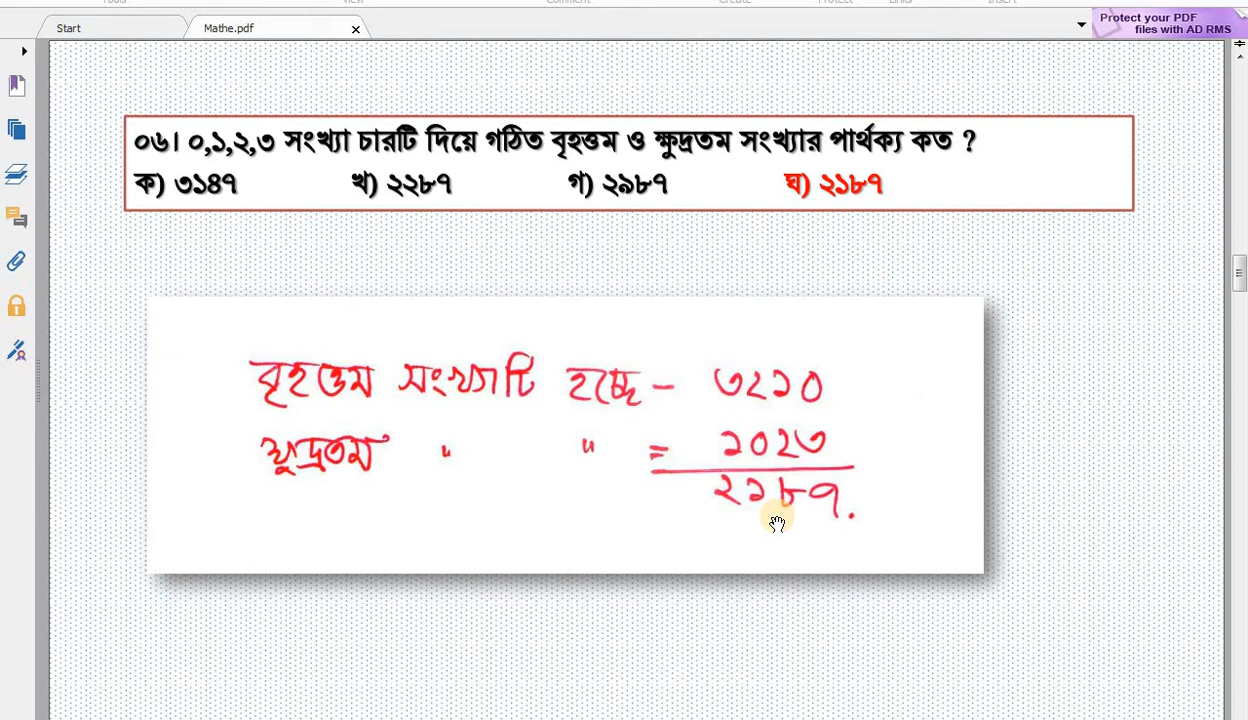 Start
Mathe.pdf
Protect your PDF
files with AD RMS
০৬। ০,১,২,৩ সংখ্যা চারটি দিয়ে গঠিত বৃহত্তম ও ক্ষুদ্রতম সংখ্যার পার্থক্য কত ?
ক) ৩১৪৭ খ) ২২৮৭ গ) ২৯৮৭ ঘ) ২১৮৭
বৃহত্তম সংখ্যাটি হচ্ছে - ৩২১০
ক্ষুদ্রতম " " = ১০২৩
২১৮৭.